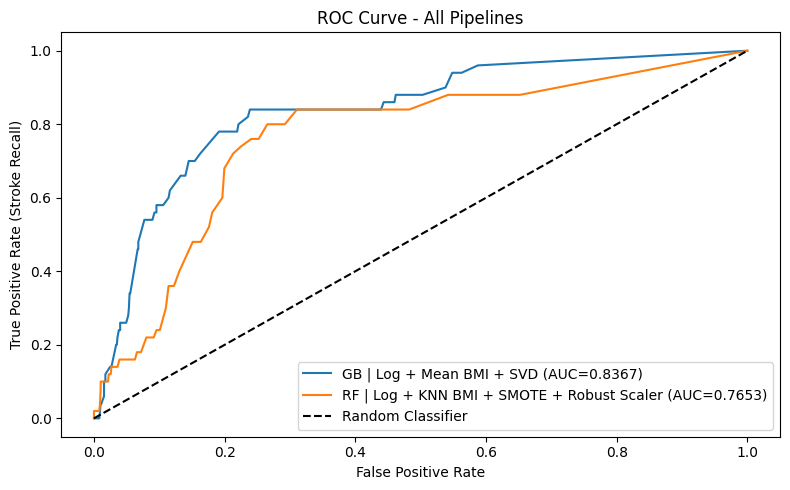 ROC Curve - All Pipelines
True Positive Rate (Stroke Recall)
1.0
0.8
0.6
0.4
0.2
0.0
GB | Log + Mean BMI + SVD (AUC=0.8367)
RF | Log + KNN BMI + SMOTE + Robust Scaler (AUC=0.7653)
Random Classifier
0.0 0.2 0.4 0.6 0.8 1.0
False Positive Rate